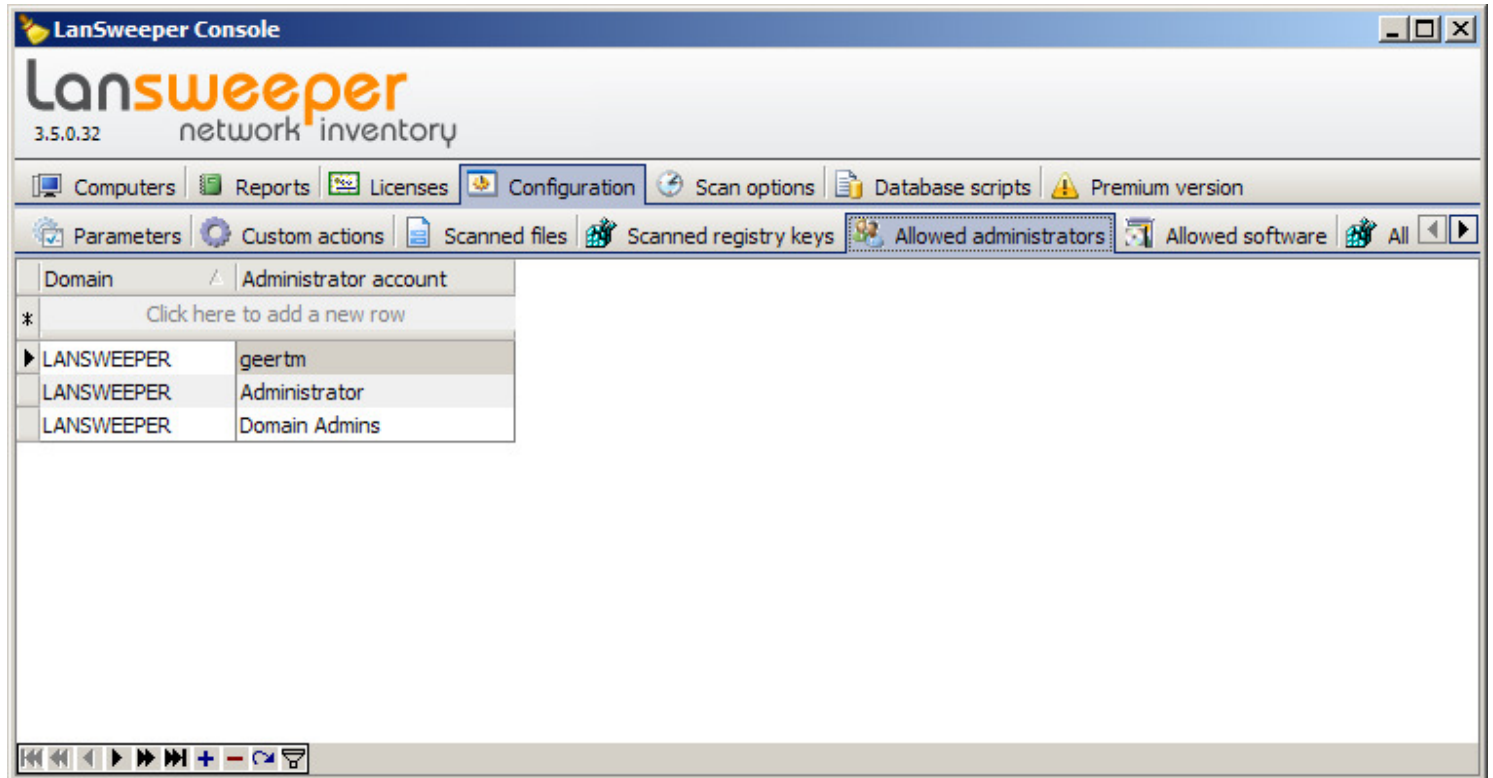 LanSweeper Console
Lansweeper
3.5.0.32 network inventory
Computers Reports Licenses Configuration Scan options Database scripts Premium version
Parameters Custom actions Scanned files Scanned registry keys Allowed administrators Allowed software All
Domain Administrator account
Click here to add a new row
LANSWEEPER geertm
LANSWEEPER Administrator
LANSWEEPER Domain Admins